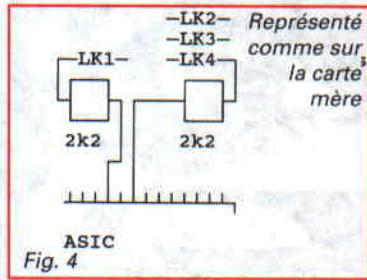 -LK2-
-LK3-
-LK1-
-LK4-
Représenté
comme sur
la carte
mère
2k2
2k2
ASIC
Fig. 4